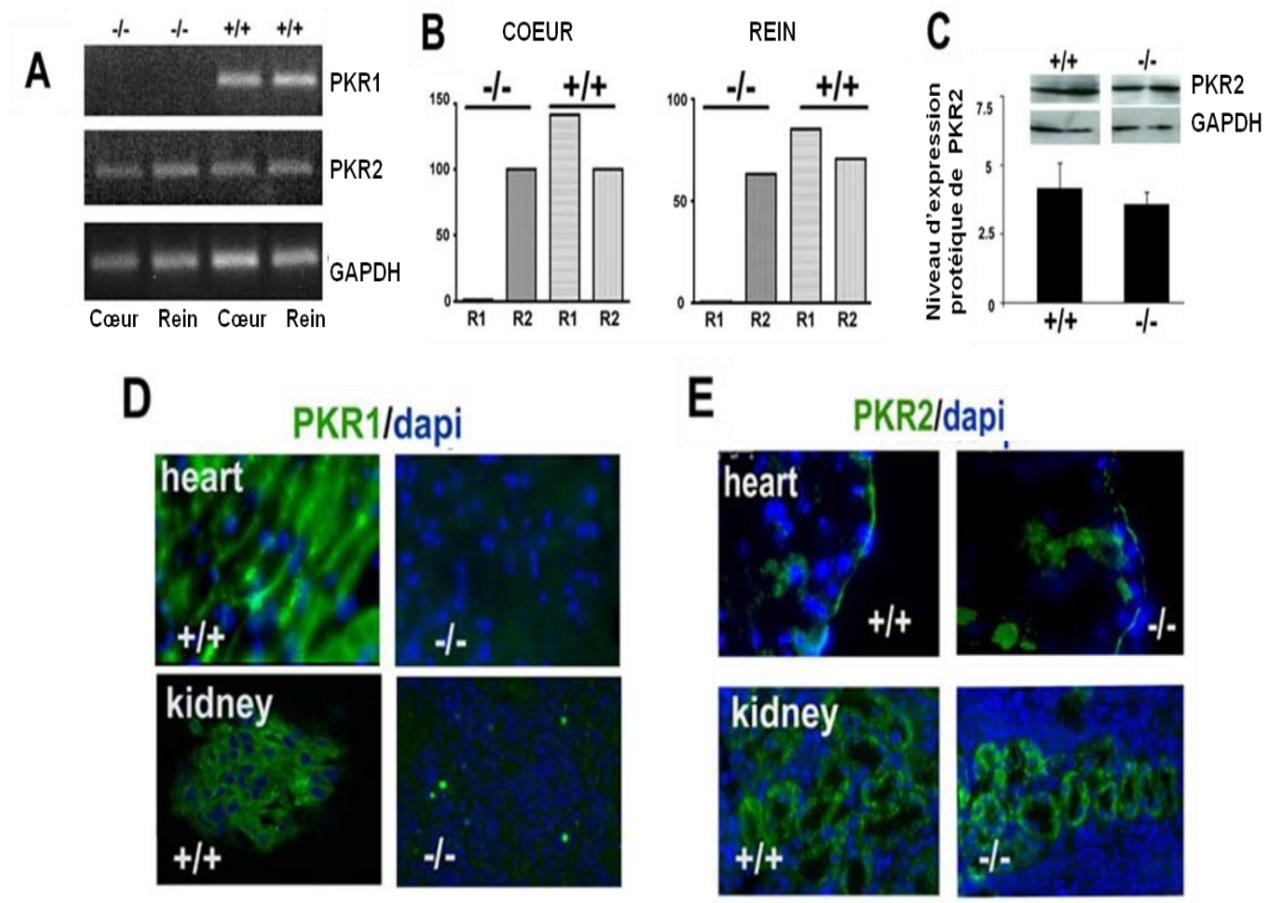 A
-/- -/- +/+ +/+
PKR1
PKR2
GAPDH
Cœur Rein Cœur Rein
B
COEUR
-/- +/+
150
100
50
0
R1 R2 R1 R2
REIN
-/- +/+
100
50
0
R1 R2 R1 R2
C
+/+ -/-
PKR2
GAPDH
Niveau d’expression
protéique de PKR2
7.5
5
2.5
0
+/+ -/-
D
PKR1/dapi
heart
+/+
-/-
kidney
+/+
-/-
E
PKR2/dapi
heart
+/+
-/-
kidney
+/+
-/-